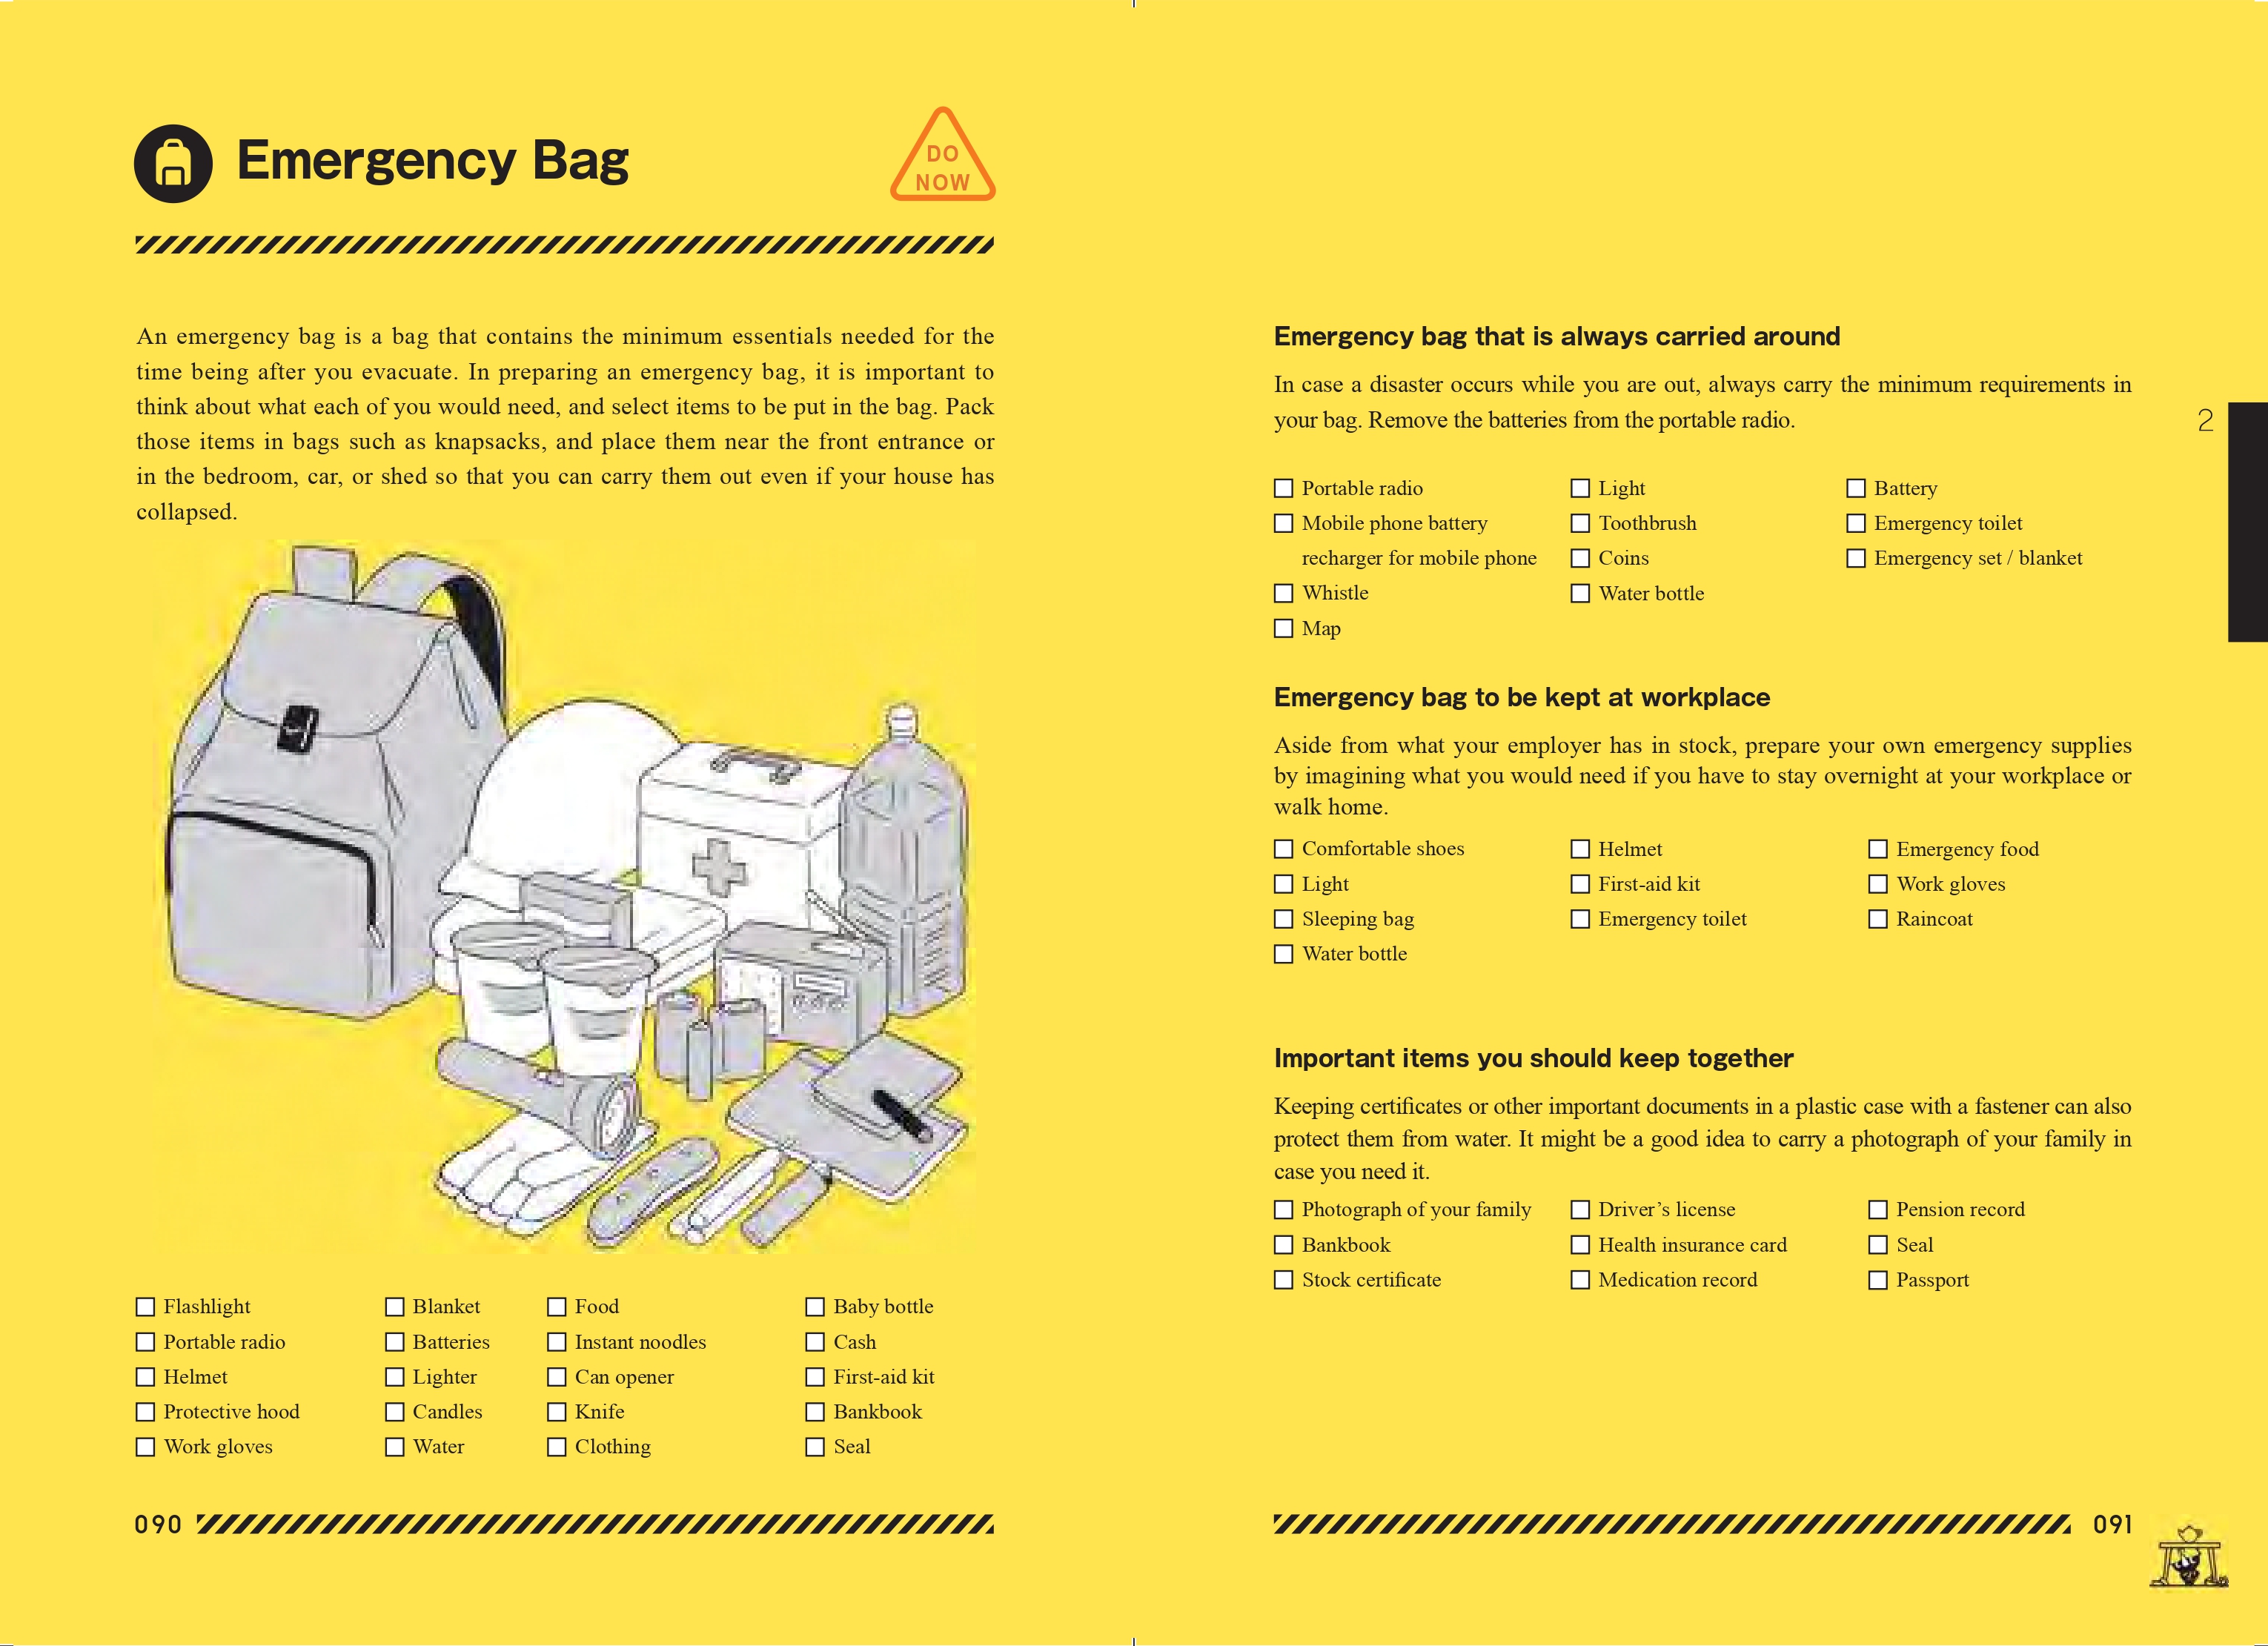 Emergency Bag
DO
NOW
An emergency bag is a bag that contains the minimum essentials needed for the
time being after you evacuate. In preparing an emergency bag, it is important to
think about what each of you would need, and select items to be put in the bag. Pack
those items in bags such as knapsacks, and place them near the front entrance or
in the bedroom, car, or shed so that you can carry them out even if your house has
collapsed.
Flashlight
Portable radio
Helmet
Protective hood
Work gloves
Blanket
Batteries
Lighter
Candles
Water
Food
Instant noodles
Can opener
Knife
Clothing
Baby bottle
Cash
First-aid kit
Bankbook
Seal
090
Emergency bag that is always carried around
In case a disaster occurs while you are out, always carry the minimum requirements in
your bag. Remove the batteries from the portable radio.
Portable radio
Mobile phone battery
recharger for mobile phone
Whistle
Map
Light
Toothbrush
Coins
Water bottle
Battery
Emergency toilet
Emergency set / blanket
Emergency bag to be kept at workplace
Aside from what your employer has in stock, prepare your own emergency supplies
by imagining what you would need if you have to stay overnight at your workplace or
walk home.
Comfortable shoes
Light
Sleeping bag
Water bottle
Helmet
First-aid kit
Emergency toilet
Emergency food
Work gloves
Raincoat
Important items you should keep together
Keeping certificates or other important documents in a plastic case with a fastener can also
protect them from water. It might be a good idea to carry a photograph of your family in
case you need it.
Photograph of your family
Bankbook
Stock certificate
Driver’s license
Health insurance card
Medication record
Pension record
Seal
Passport
2
091